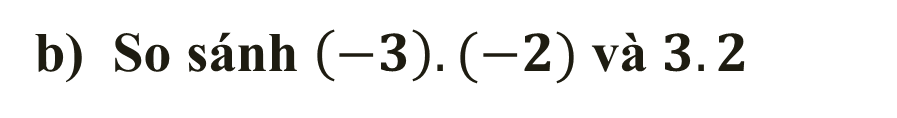 b) So sánh (−3).(−2) và 3.2